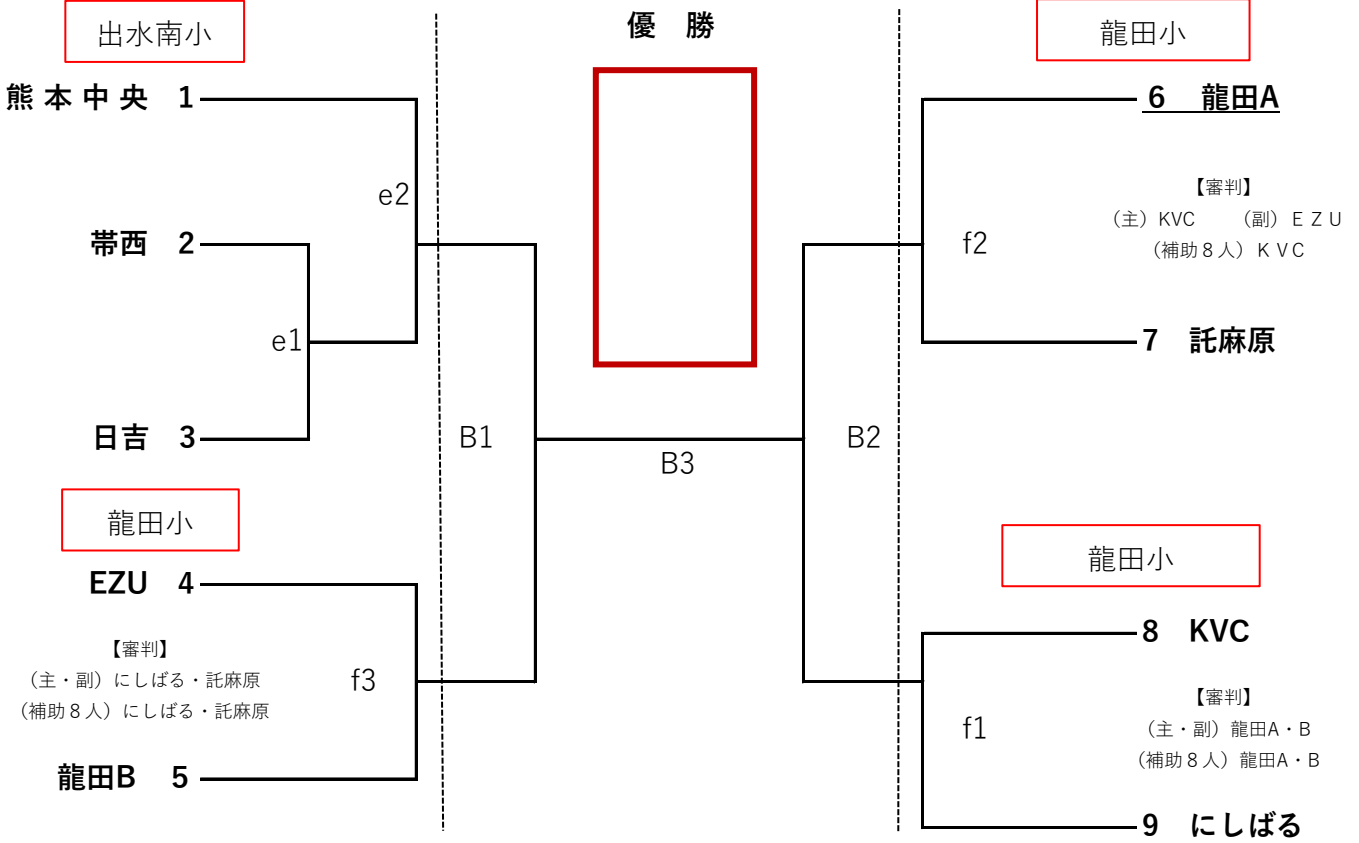 出水南小
優 勝
龍田小
熊 本 中 央 1
6 龍田A
e2
【審判】
（主）KVC （副）ＥＺＵ
（補助８人）ＫＶＣ
帯西 2
f2
e1
7 託麻原
日吉 3
B1
B3
B2
龍田小
龍田小
EZU 4
【審判】
（主・副）にしばる・託麻原
（補助８人）にしばる・託麻原
f3
龍田B 5
8 KVC
【審判】
（主・副）龍田A・B
（補助８人）龍田A・B
f1
9 にしばる